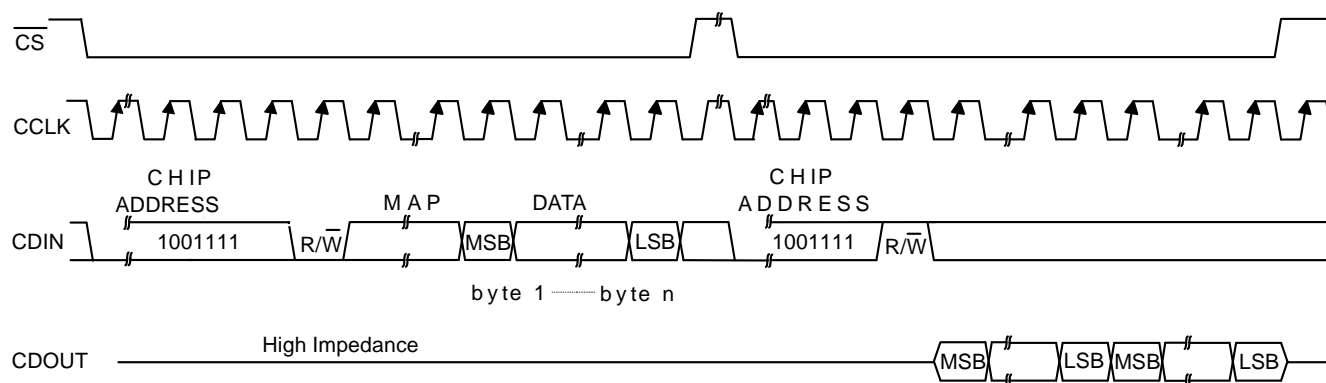 CS
CCLK
CHIP
ADDRESS
CHIP
ADDRESS
MAP
DATA
CDIN
1001111
R/W
MSB
LSB
1001111
R/W
byte 1 byte n
High Impedance
CDOUT
MSB
LSB
MSB
LSB